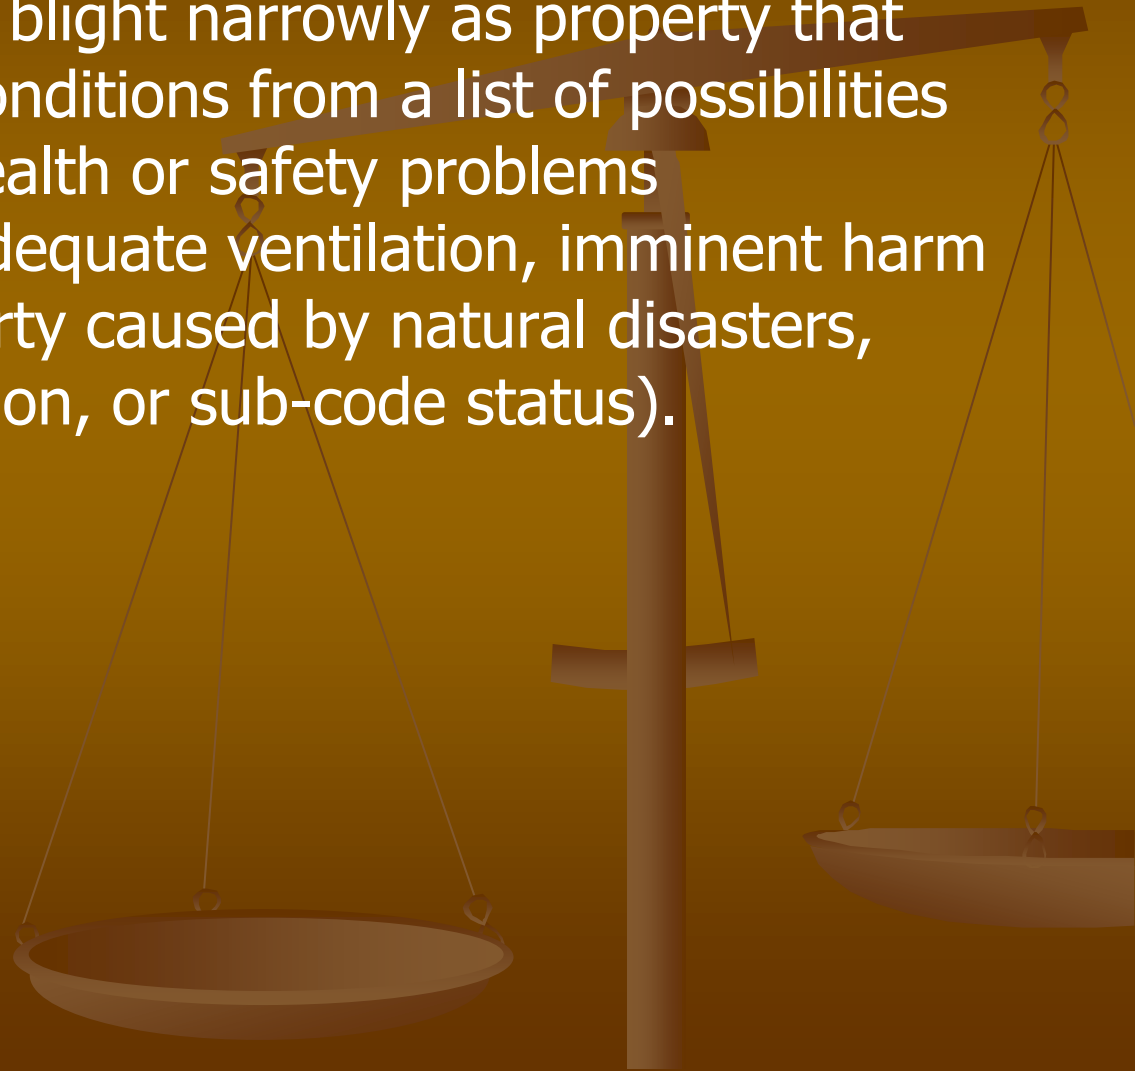 blight narrowly as property that
onditions from a list of possibilities
ealth or safety problems
dequate ventilation, imminent harm
rty caused by natural disasters,
ion, or sub-code status).